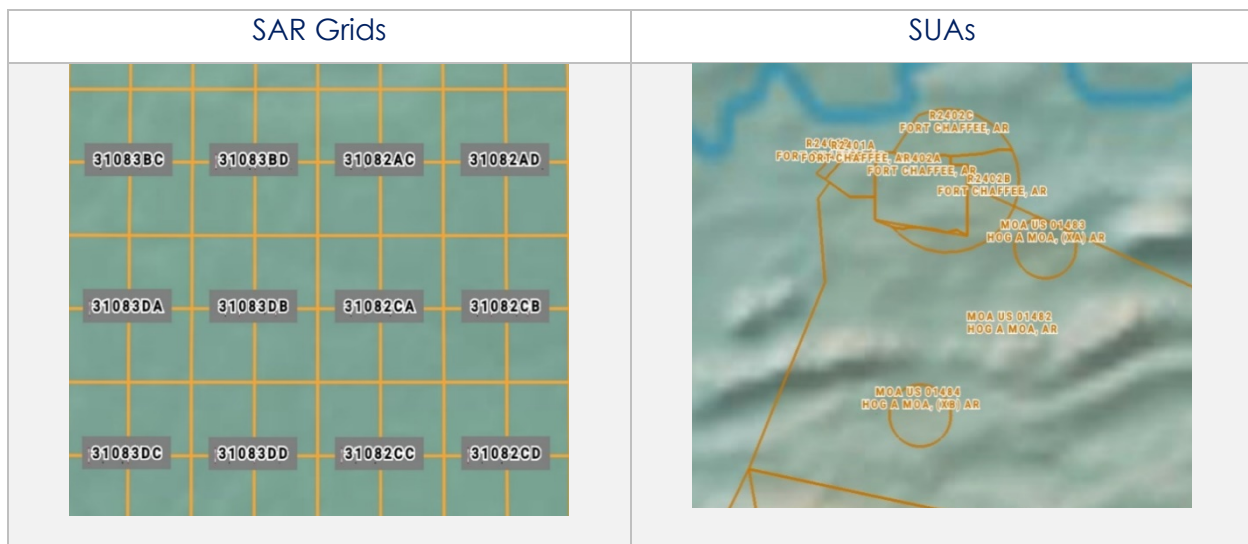 SAR Grids
SUAs
31083BC
31083BD
31082AC
31082AD
31083DA
31083DB
31082CA
31082CB
31083DC
31083DD
31082CC
31082CD
R2402C
FORT CHAFFEE, AR
R2401A
FORT CHAFFEE, AR
FORT CHAFFEE, AR
R2402B
FORT CHAFFEE, AR
MOA US 01483
HOG A MOA, (XA) AR
MOA US 01482
HOG A MOA, AR
MOA US 01484
HOG A MOA, (XB) AR